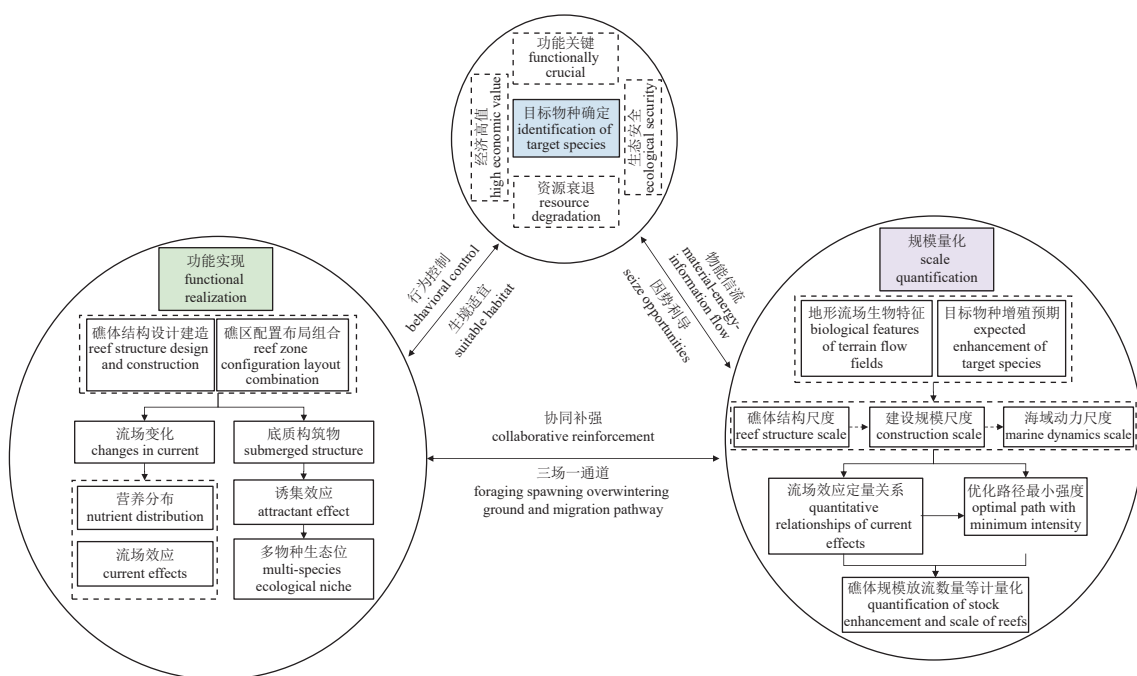 功能关键
functionally
crucial
经济高值
high economic value
目标物种确定
identification of
target species
生态安全
ecological security
资源衰退
resource
degradation
行为控制
behavioral control
生境适宜
suitable habitat
物能信流
material-energy-
information flow
因势利导
seize opportunities
功能实现
functional
realization
礁体结构设计建造
reef structure design
and construction
礁区配置布局组合
reef zone
configuration layout
combination
流场变化
changes in current
底质构筑物
submerged structure
营养分布
nutrient distribution
诱集效应
attractant effect
流场效应
current effects
多物种生态位
multi-species
ecological niche
协同补强
collaborative reinforcement
三场一通道
foraging spawning overwintering
ground and migration pathway
规模量化
scale
quantification
地形流场生物特征
biological features
of terrain flow
fields
目标物种增殖预期
expected
enhancement of
target species
礁体结构尺度
reef structure scale
建设规模尺度
construction scale
海域动力尺度
marine dynamics scale
流场效应定量关系
quantitative
relationships of current
effects
优化路径最小强度
optimal path with
minimum intensity
礁体规模放流数量等计量化
quantification of stock
enhancement and scale of reefs